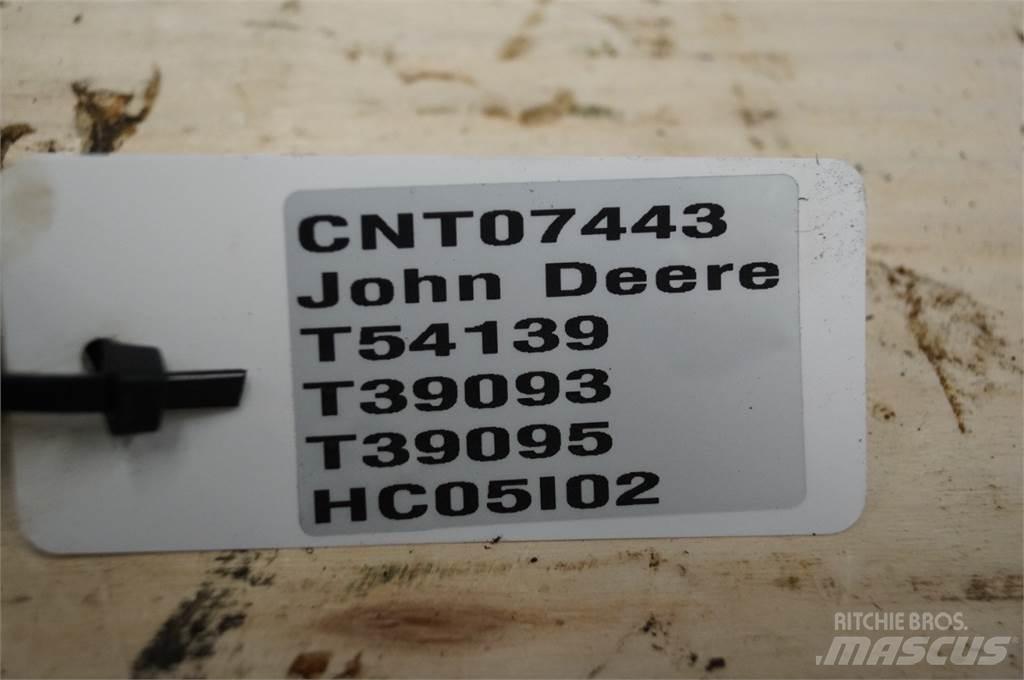 CNT07443
John Deere
T54139
T39093
T39095
HC05I02
RITCHIE BROS.
MASCUS